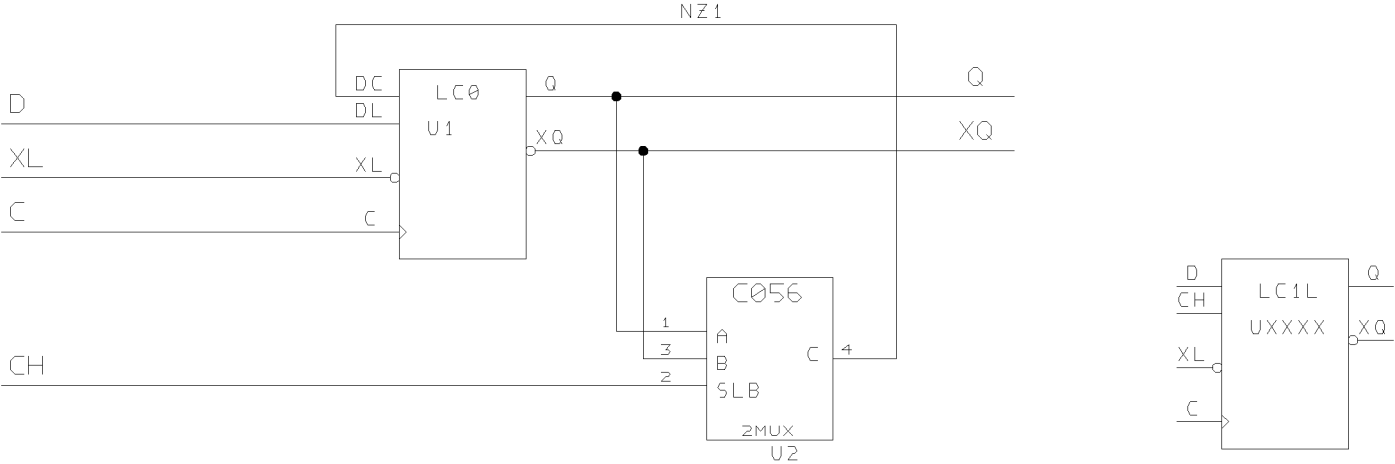 NZ1
DC
LC0
Q
Q
D
DL
U1
XQ
XQ
XL
XL
C
C
D
Q
CH
LC1L
C056
UXXXX
XQ
1
A
3
C
4
XL
B
CH
2
SLB
C
2MUX
U2